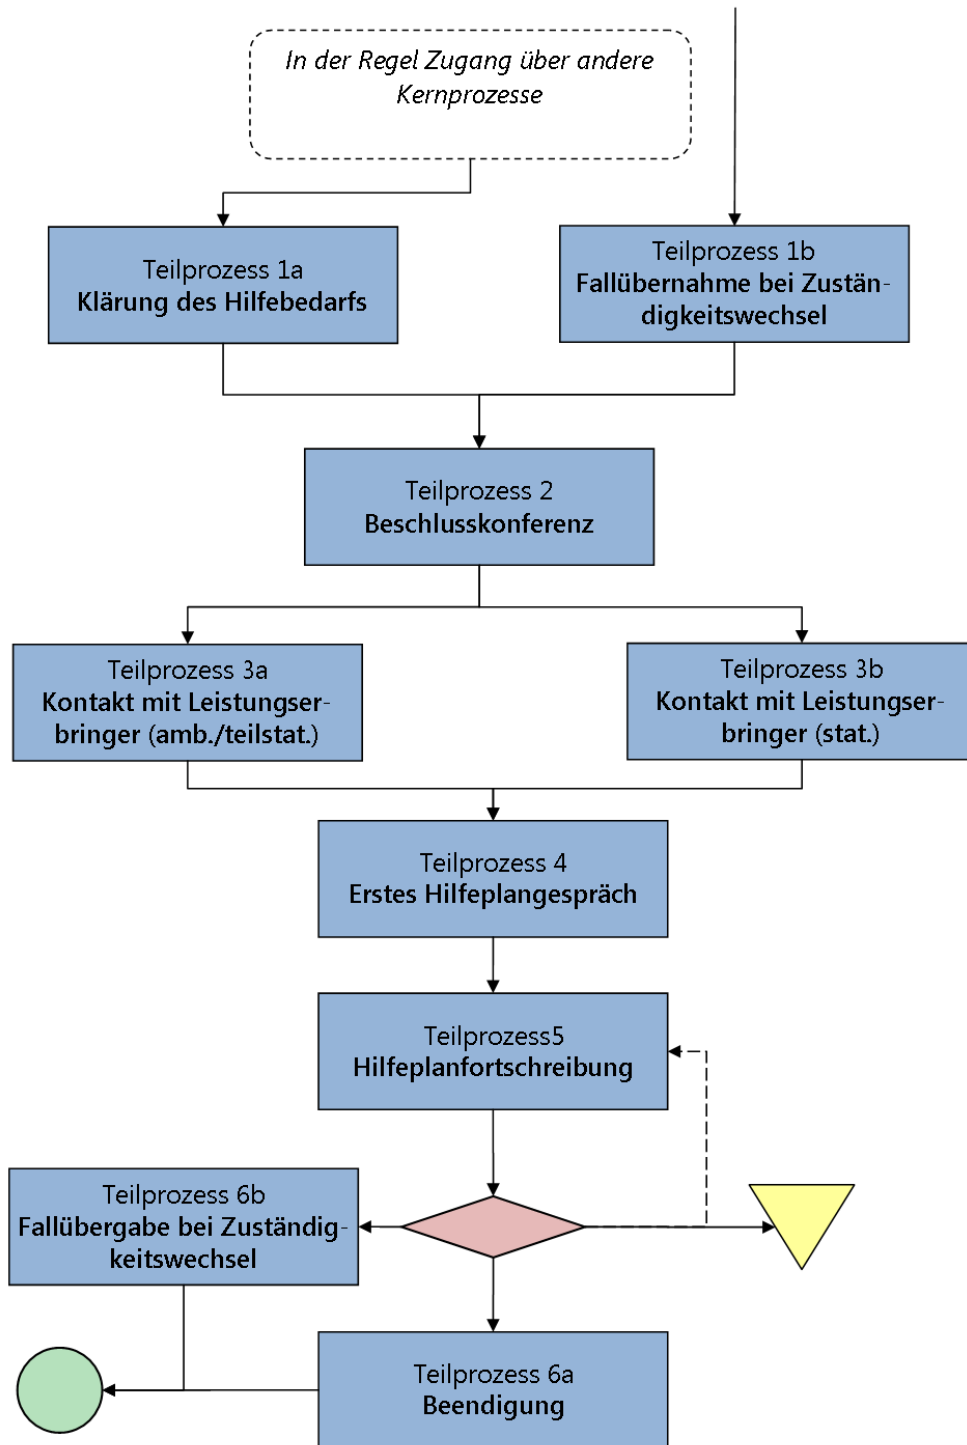 In der Regel Zugang über andere
Kernprozesse
Teilprozess 1a
Klärung des Hilfebedarfs
Teilprozess 1b
Fallübernahme bei Zustän-
digkeitswechsel
Teilprozess 2
Beschlusskonferenz
Teilprozess 3a
Kontakt mit Leistungser-
bringer (amb./teilstat.)
Teilprozess 3b
Kontakt mit Leistungser-
bringer (stat.)
Teilprozess 4
Erstes Hilfeplangespräch
Teilprozess5
Hilfeplanfortschreibung
Teilprozess 6b
Fallübergabe bei Zuständig-
keitswechsel
Teilprozess 6a
Beendigung